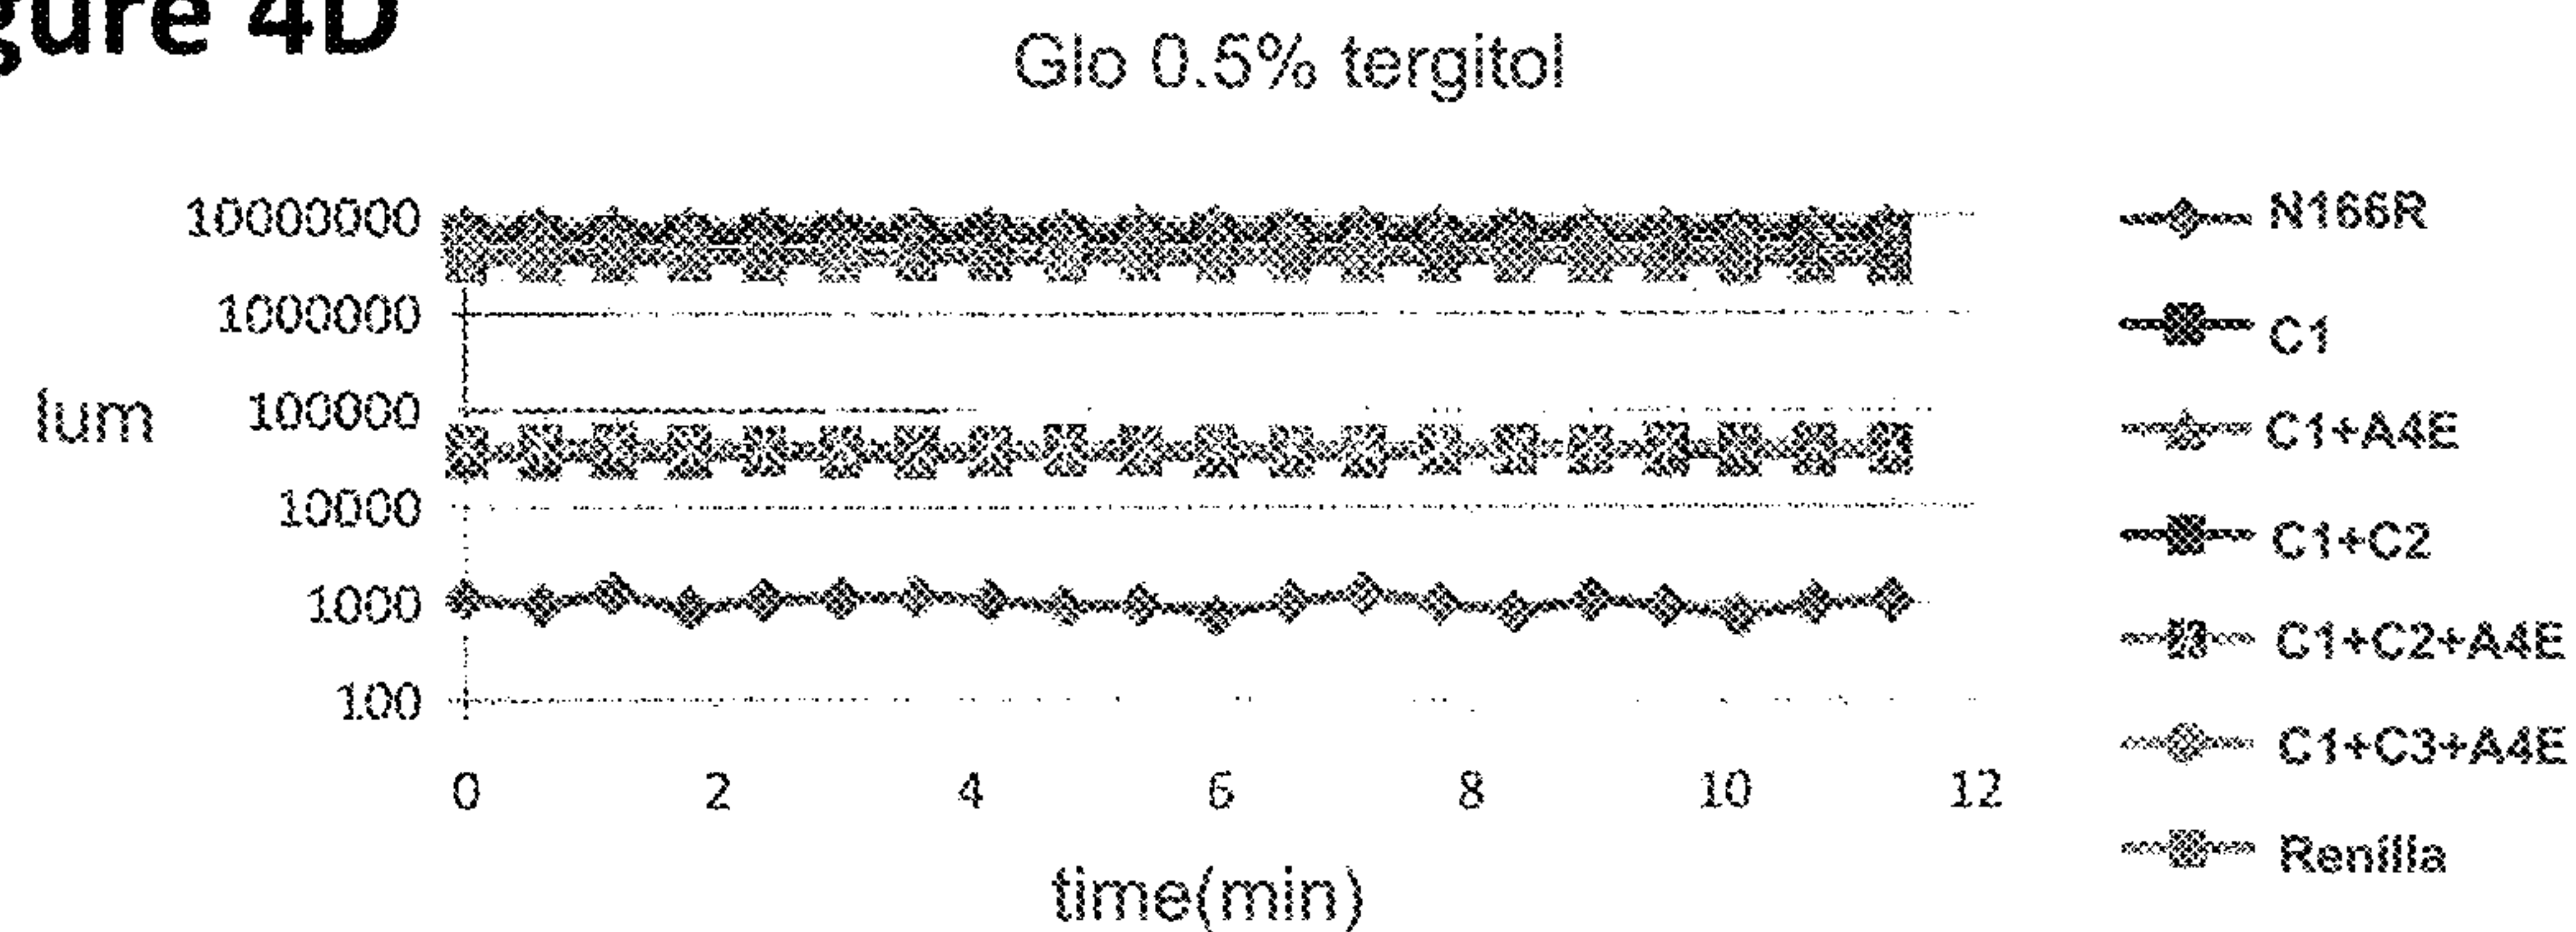 gure 4D
Glo 0.5% tergitol
10000000
1000000
100000
10000
1000
100
lum
0 2 4 6 8 10 12
time(min)
N166R
C1
C1+A4E
C1+C2
C1+C2+A4E
C1+C3+A4E
Renilla